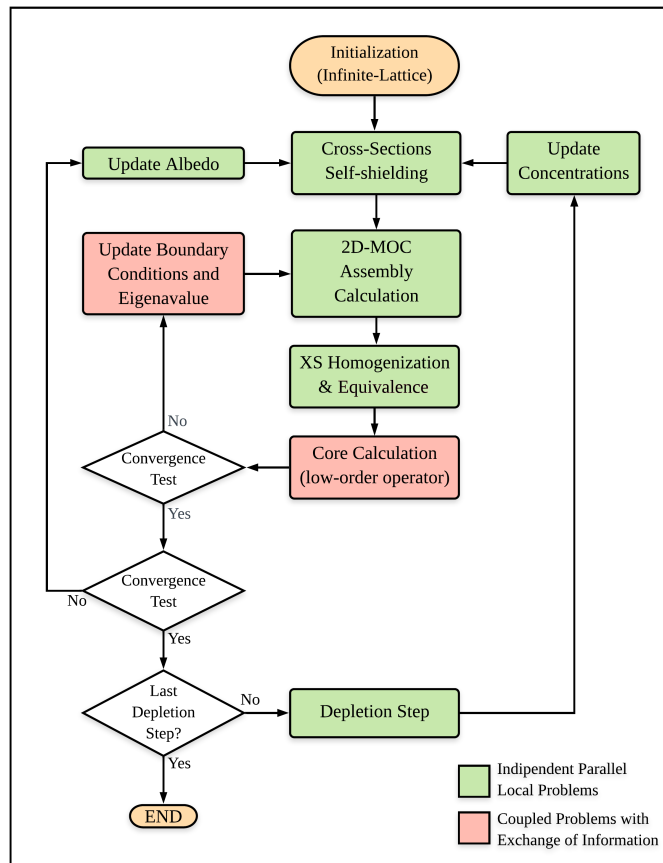 Initialization
(Infinite-Lattice)
Update Albedo
Cross-Sections
Self-shielding
Update
Concentrations
Update Boundary
Conditions and
Eigenavalue
2D-MOC
Assembly
Calculation
XS Homogenization
& Equivalence
No
Convergence
Test
Core Calculation
(low-order operator)
Yes
Convergence
Test
No
Yes
Last
Depletion
Step?
No
Depletion Step
Yes
END
Indipendent Parallel
Local Problems
Coupled Problems with
Exchange of Information